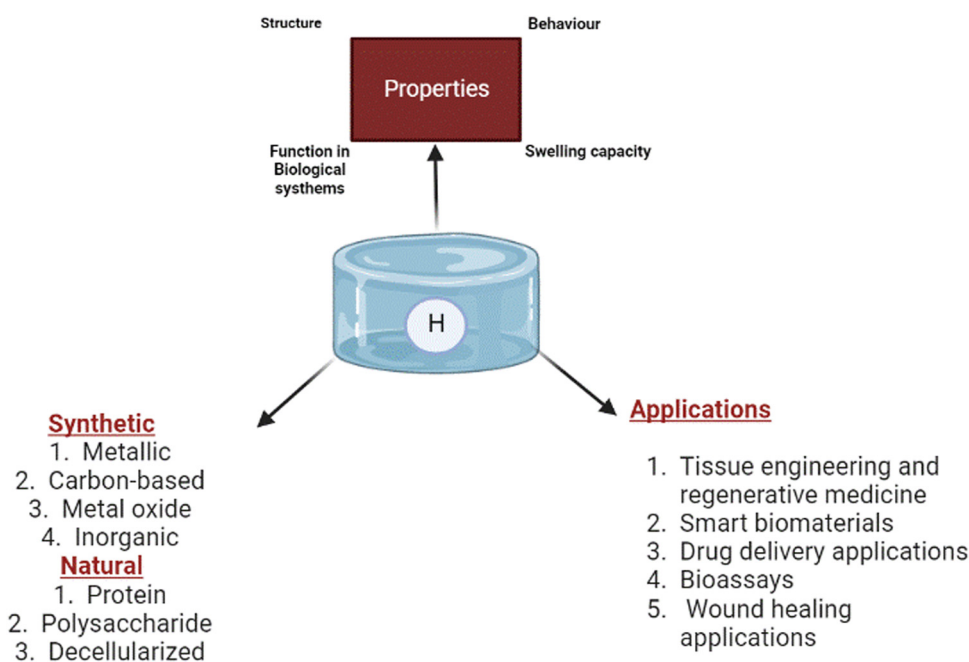 Structure
Behaviour
Properties
Function in
Biological
systhems
Swelling capacity
H
Synthetic
1. Metallic
2. Carbon-based
3. Metal oxide
4. Inorganic
Natural
1. Protein
2. Polysaccharide
3. Decellularized
Applications
1. Tissue engineering and
regenerative medicine
2. Smart biomaterials
3. Drug delivery applications
4. Bioassays
5. Wound healing
applications